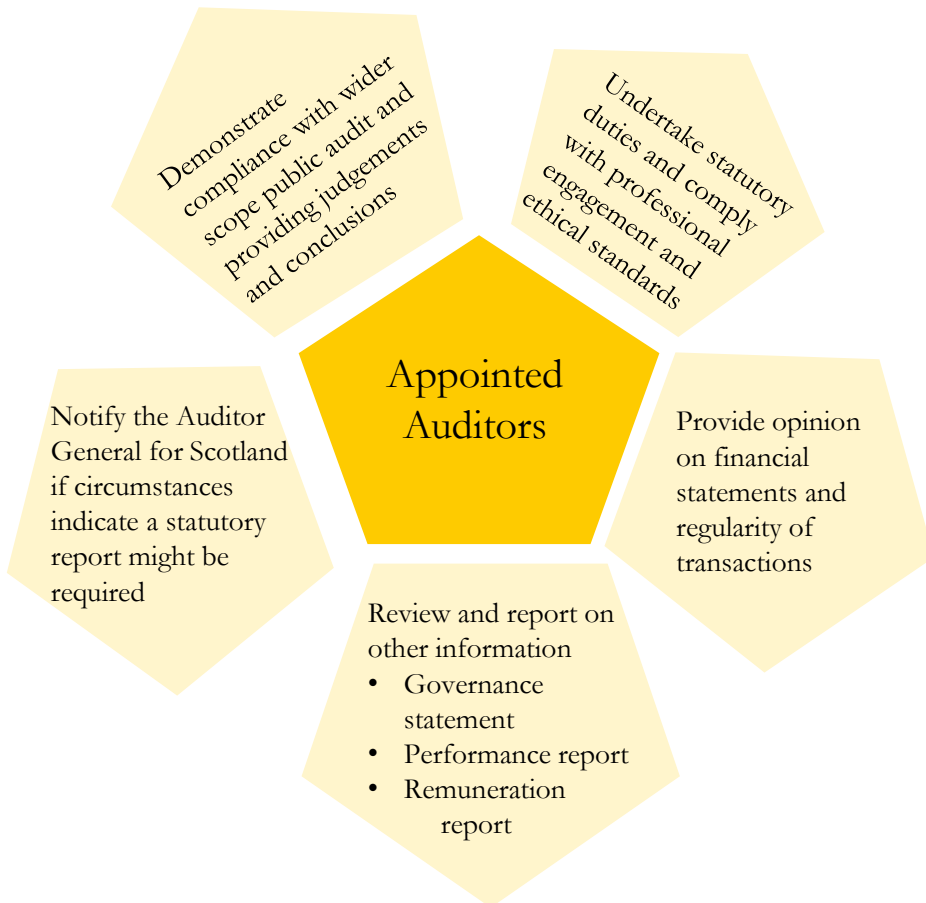 Demonstrate
compliance with wider
scope public audit and
providing judgements
and conclusions
Undertake statutory
duties and comply
with professional
engagement and
ethical standards
Appointed
Auditors
Notify the Auditor
General for Scotland
if circumstances
indicate a statutory
report might be
required
Provide opinion
on financial
statements and
regularity of
transactions
Review and report on
other information
• Governance
statement
• Performance report
• Remuneration
report